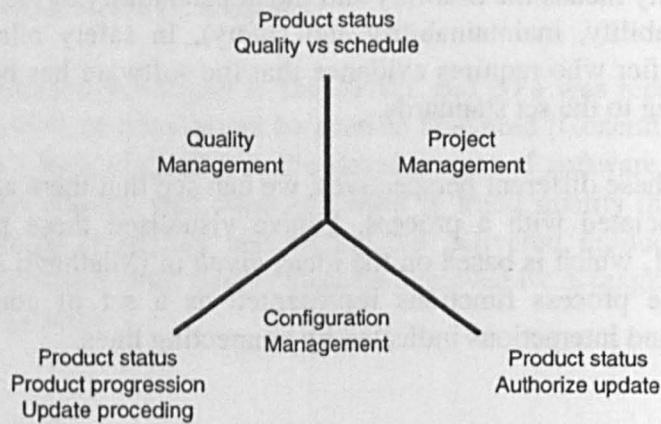 Product status
Quality vs schedule
Quality
Management
Project
Management
Configuration
Management
Product status
Product progression
Update proceding
Product status
Authorize update